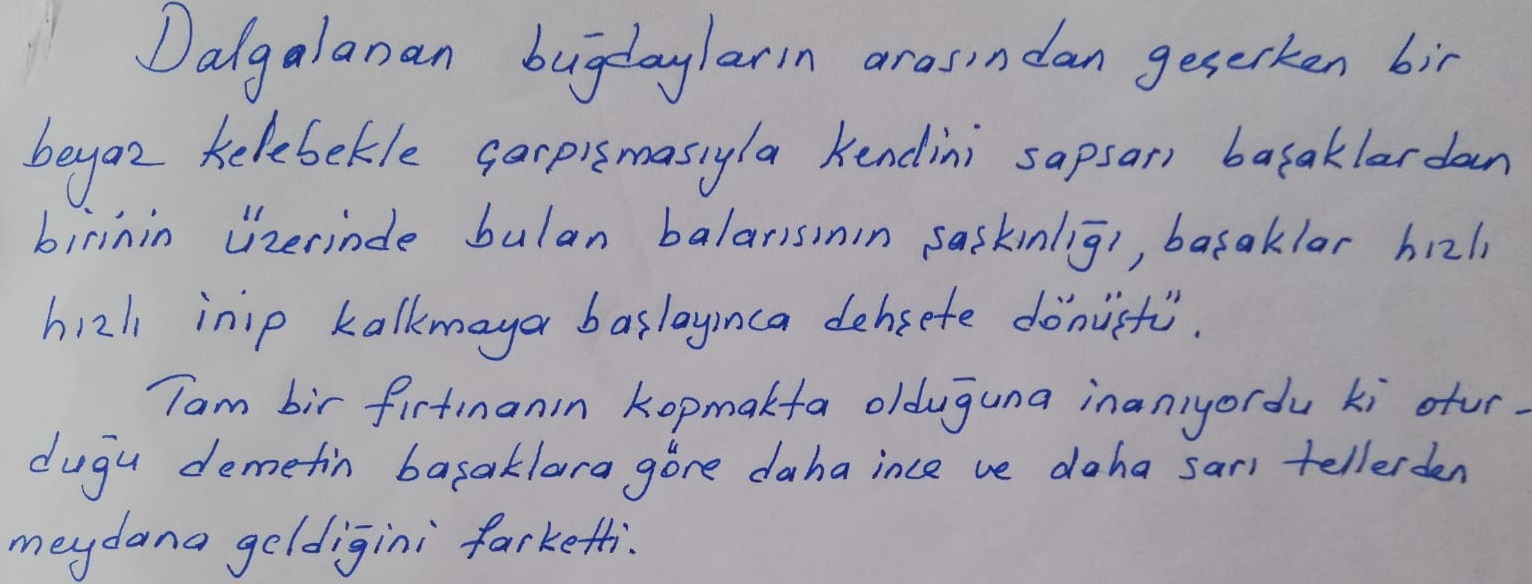 Dalgalanan buğdayların arasından geçerken bir
beyaz kelebekle çarpışmasıyla kendini sapsarı başaklardan
birinin üzerinde bulan balarısının şaşkınlığı, başaklar hızlı
hızlı inip kalkmaya başlayınca dehşete dönüştü.
Tam bir fırtınanın kopmakta olduğuna inanıyordu ki otur-
duğu demetin başaklara göre daha ince ve daha sarı tellerden
meydana geldiğini farketti.